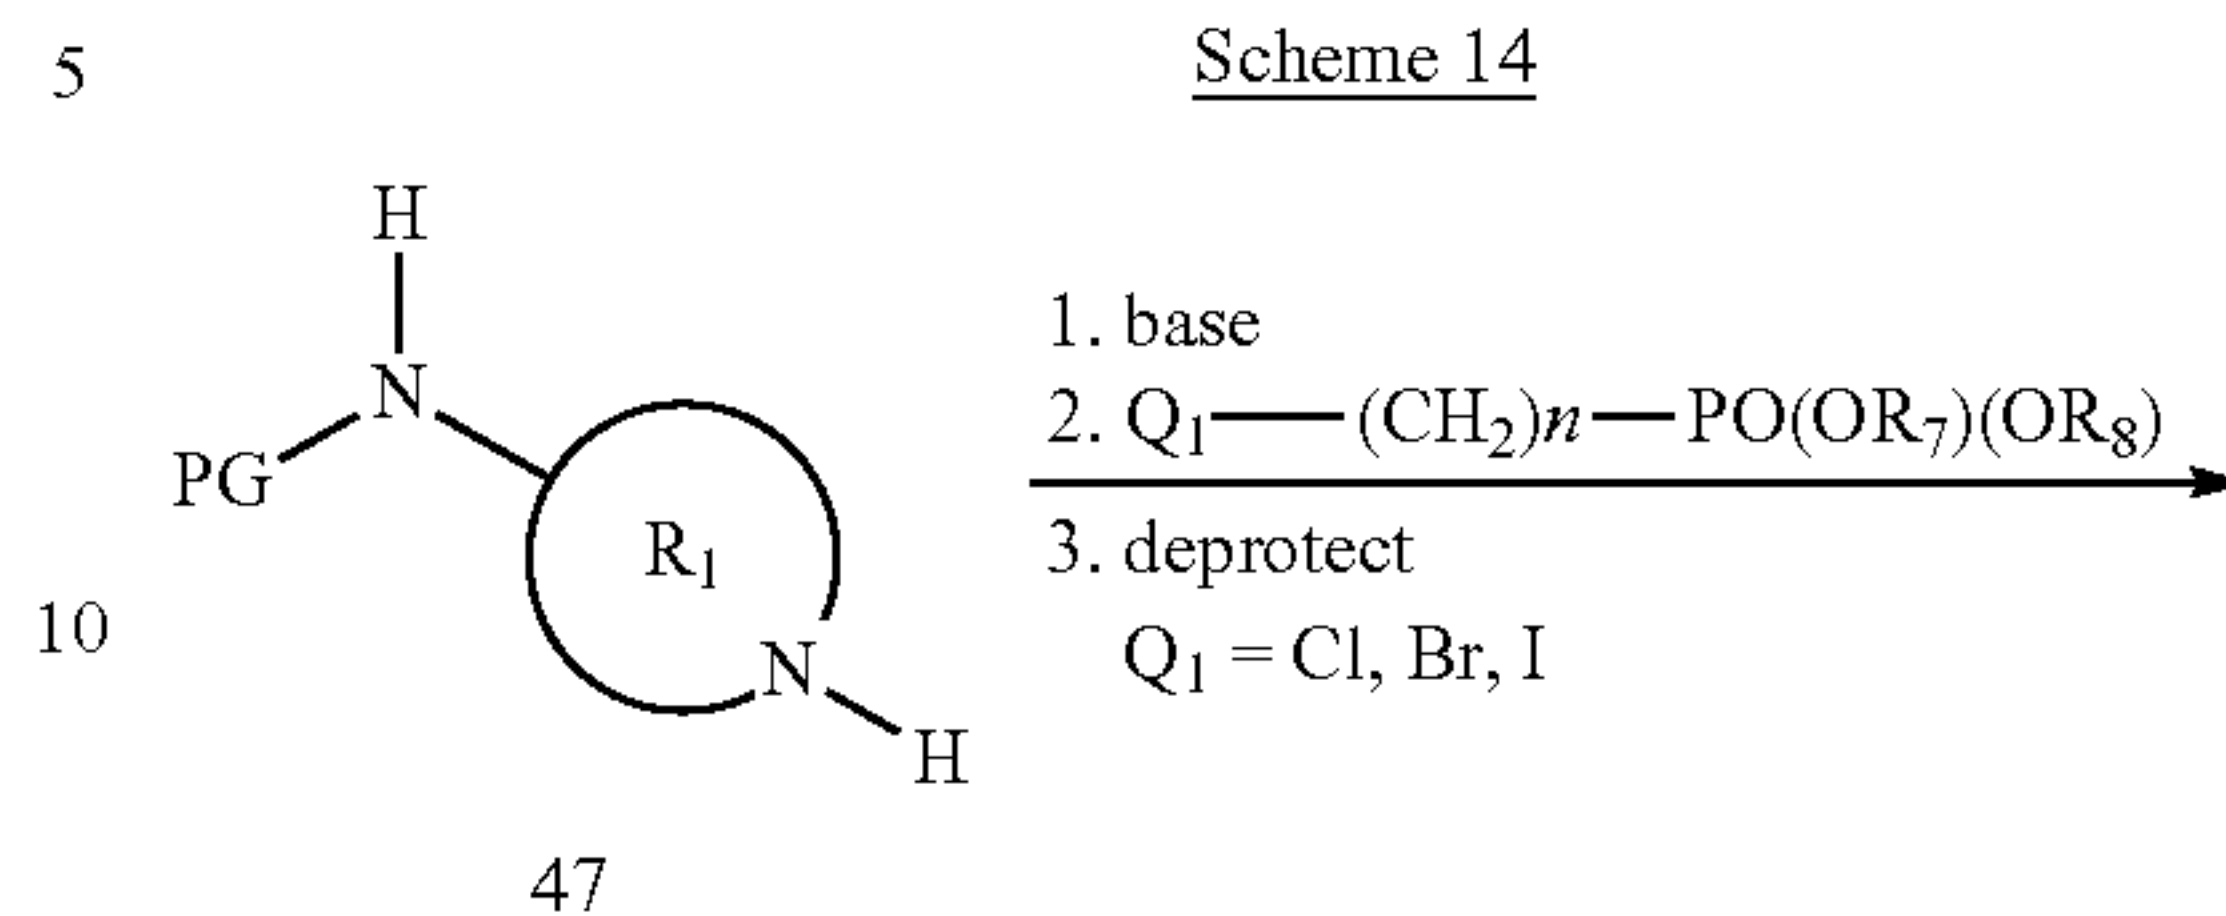 5
Scheme 14
H
N
PG
R₁
N
H
1. base
2. Q₁—(CH₂)n—PO(OR₇)(OR₈)
3. deprotect
Q₁ = Cl, Br, I
10
47